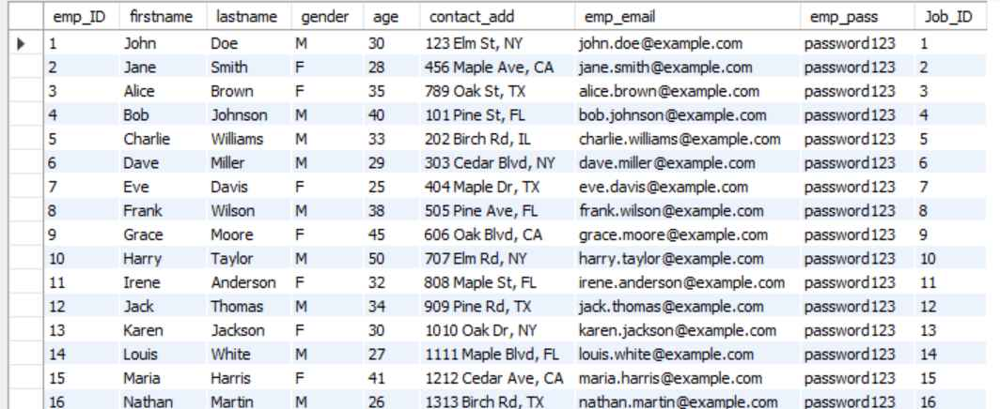 emp_ID firstname lastname gender age contact_add emp_email emp_pass Job_ID
1 John Doe M 30 123 Elm St, NY john.doe@example.com password123 1
2 Jane Smith F 28 456 Maple Ave, CA jane.smith@example.com password123 2
3 Alice Brown F 35 789 Oak St, TX alice.brown@example.com password123 3
4 Bob Johnson M 40 101 Pine St, FL bob.johnson@example.com password123 4
5 Charlie Williams M 33 202 Birch Rd, IL charlie.williams@example.com password123 5
6 Dave Miller M 29 303 Cedar Blvd, NY dave.miller@example.com password123 6
7 Eve Davis F 25 404 Maple Dr, TX eve.davis@example.com password123 7
8 Frank Wilson M 38 505 Pine Ave, FL frank.wilson@example.com password123 8
9 Grace Moore F 45 606 Oak Blvd, CA grace.moore@example.com password123 9
10 Harry Taylor M 50 707 Elm Rd, NY harry.taylor@example.com password123 10
11 Irene Anderson F 32 808 Maple St, FL irene.anderson@example.com password123 11
12 Jack Thomas M 34 909 Pine Rd, TX jack.thomas@example.com password123 12
13 Karen Jackson F 30 1010 Oak Dr, NY karen.jackson@example.com password123 13
14 Louis White M 27 1111 Maple Blvd, FL louis.white@example.com password123 14
15 Maria Harris F 41 1212 Cedar Ave, CA maria.harris@example.com password123 15
16 Nathan Martin M 26 1313 Birch Rd, TX nathan.martin@example.com password123 16